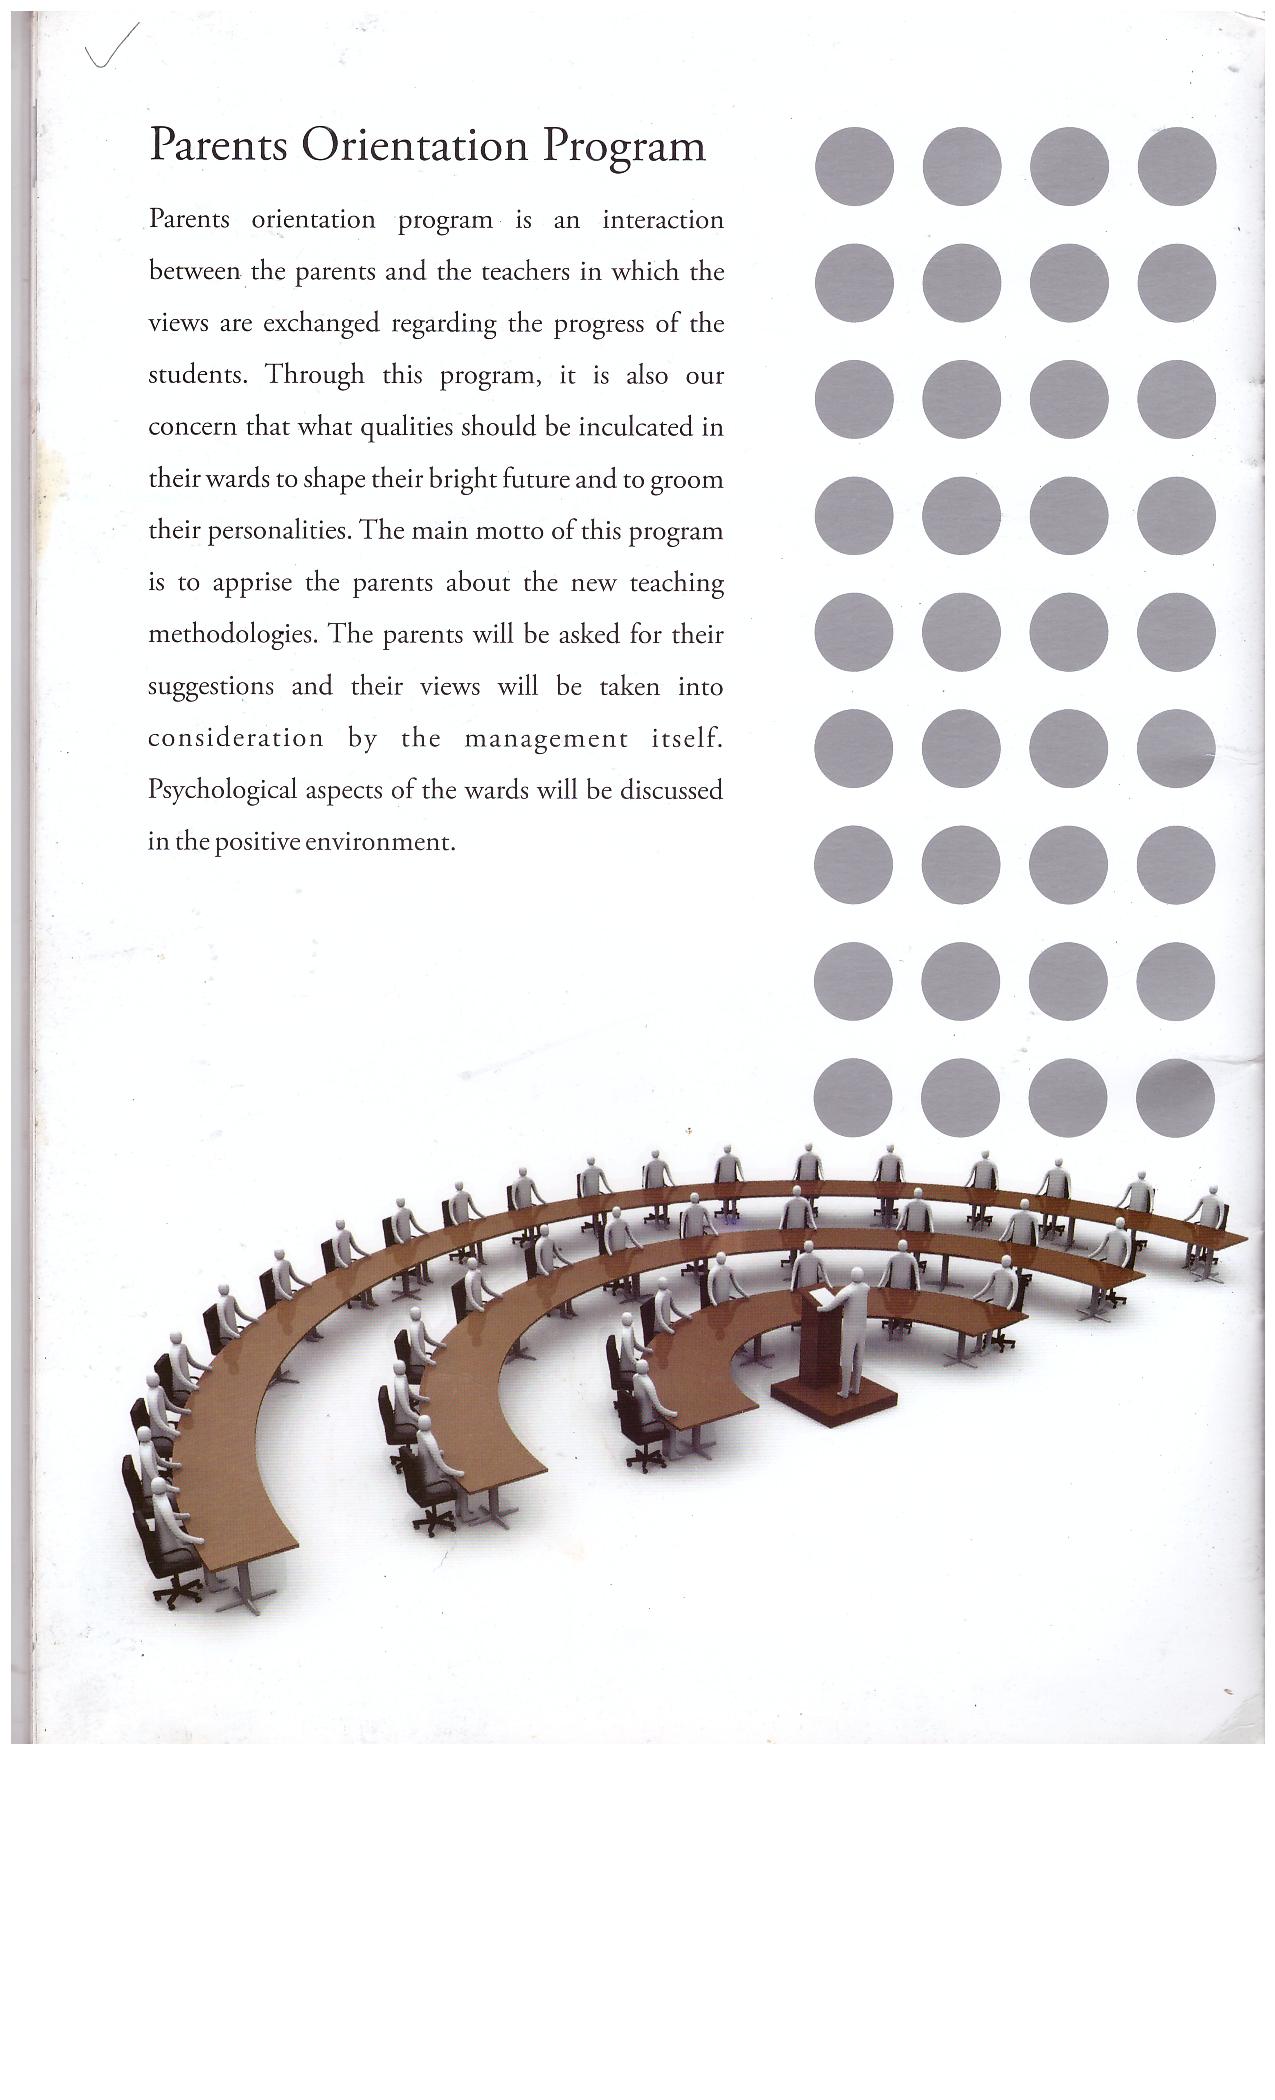 Parents Orientation Program
Parents orientation program is an interaction
between the parents and the teachers in which the
views are exchanged regarding the progress of the
students. Through this program, it is also our
concern that what qualities should be inculcated in
their wards to shape their bright future and to groom
their personalities. The main motto of this program
is to apprise the parents about the new teaching
methodologies. The parents will be asked for their
suggestions and their views will be taken into
consideration by the management itself.
Psychological aspects of the wards will be discussed
in the positive environment.